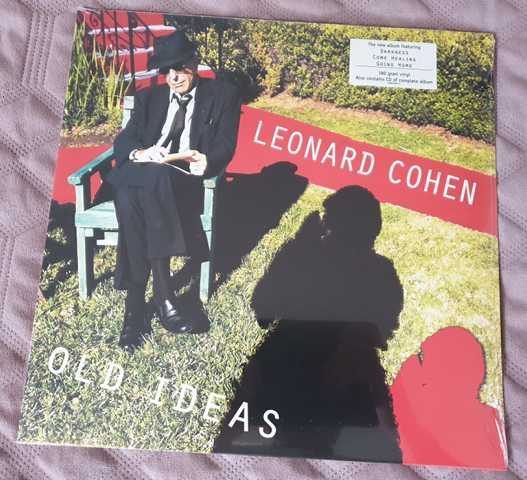 The new album featuring
DARKNESS
COME HEALING
GOING HOME
180 gram vinyl
Also contains CD of complete album
LEONARD COHEN
OLD IDEAS